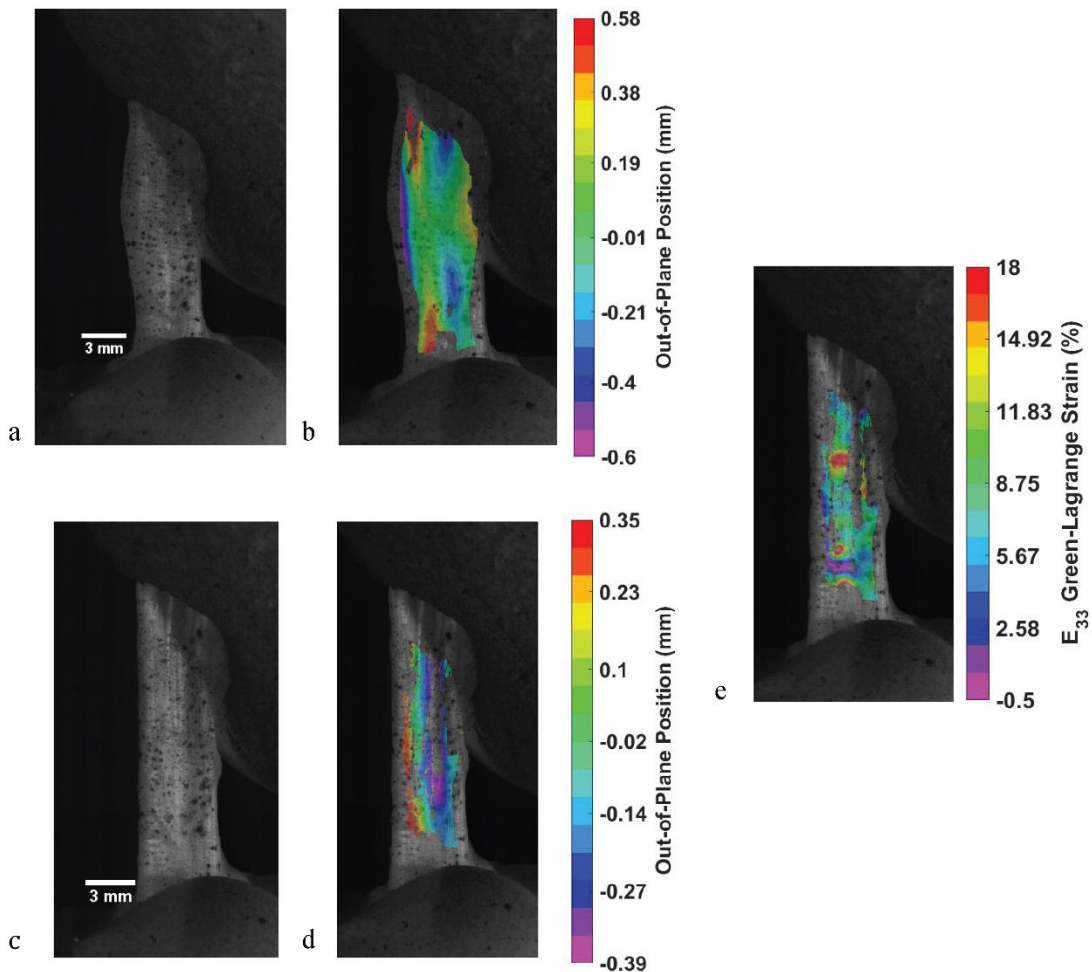 0.58
0.38
0.19
-0.01
-0.21
-0.4
-0.6
Out-of-Plane Position (mm)
3 mm
a
b
18
14.92
11.83
8.75
5.67
2.58
-0.5
E33 Green-Lagrange Strain (%)
e
0.35
0.23
0.1
-0.02
-0.14
-0.27
-0.39
Out-of-Plane Position (mm)
3 mm
c
d